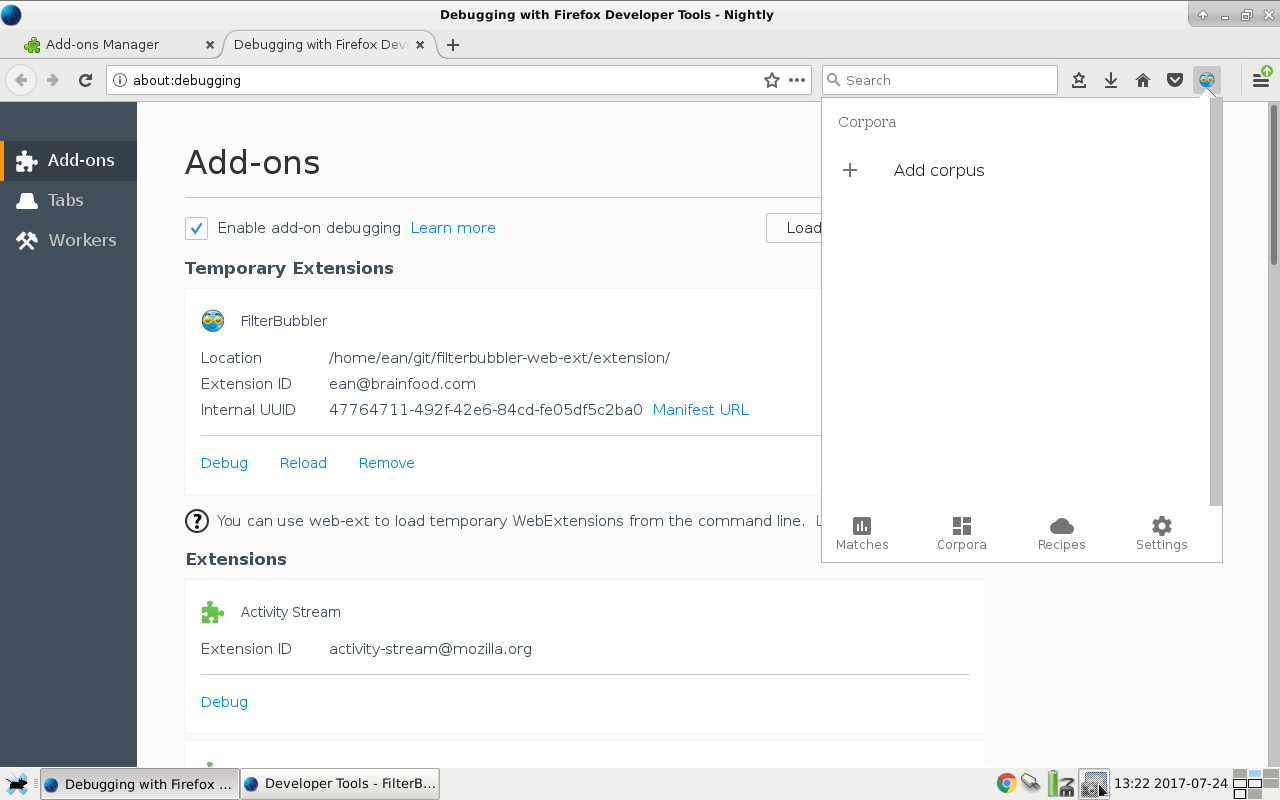 Debugging with Firefox Developer Tools - Nightly
Add-ons Manager
Debugging with Firefox Dev
about:debugging
Search
Add-ons
Tabs
Workers
Add-ons
Enable add-on debugging Learn more
Load
Temporary Extensions
FilterBubbler
Location /home/ean/git/filterbubbler-web-ext/extension/
Extension ID ean@brainfood.com
Internal UUID 47764711-492f-42e6-84cd-fe05df5c2ba0 Manifest URL
Debug Reload Remove
You can use web-ext to load temporary WebExtensions from the command line. L
Extensions
Activity Stream
Extension ID activity-stream@mozilla.org
Debug
Corpora
Add corpus
Matches Corpora Recipes Settings
Debugging with Firefox ...
Developer Tools - FilterB...
13:22 2017-07-24